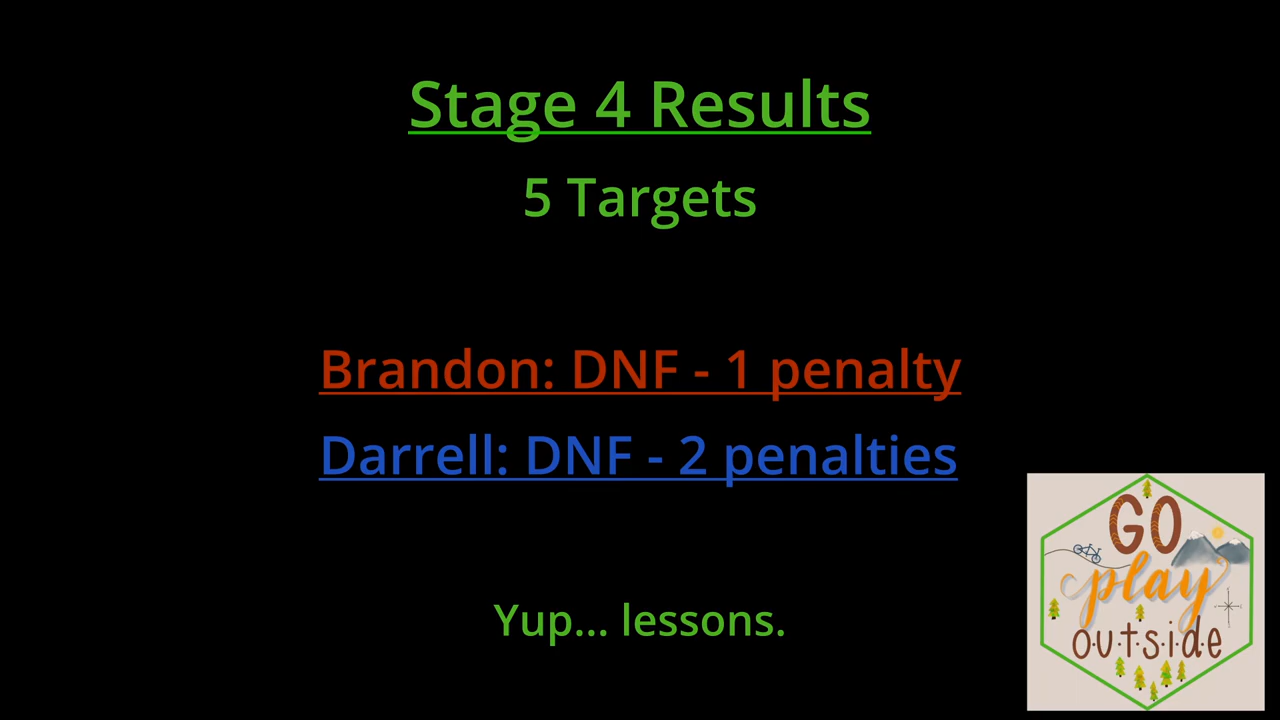 Stage 4 Results
5 Targets
Brandon: DNF - 1 penalty
Darrell: DNF - 2 penalties
Yup... lessons.
GO
play
outside